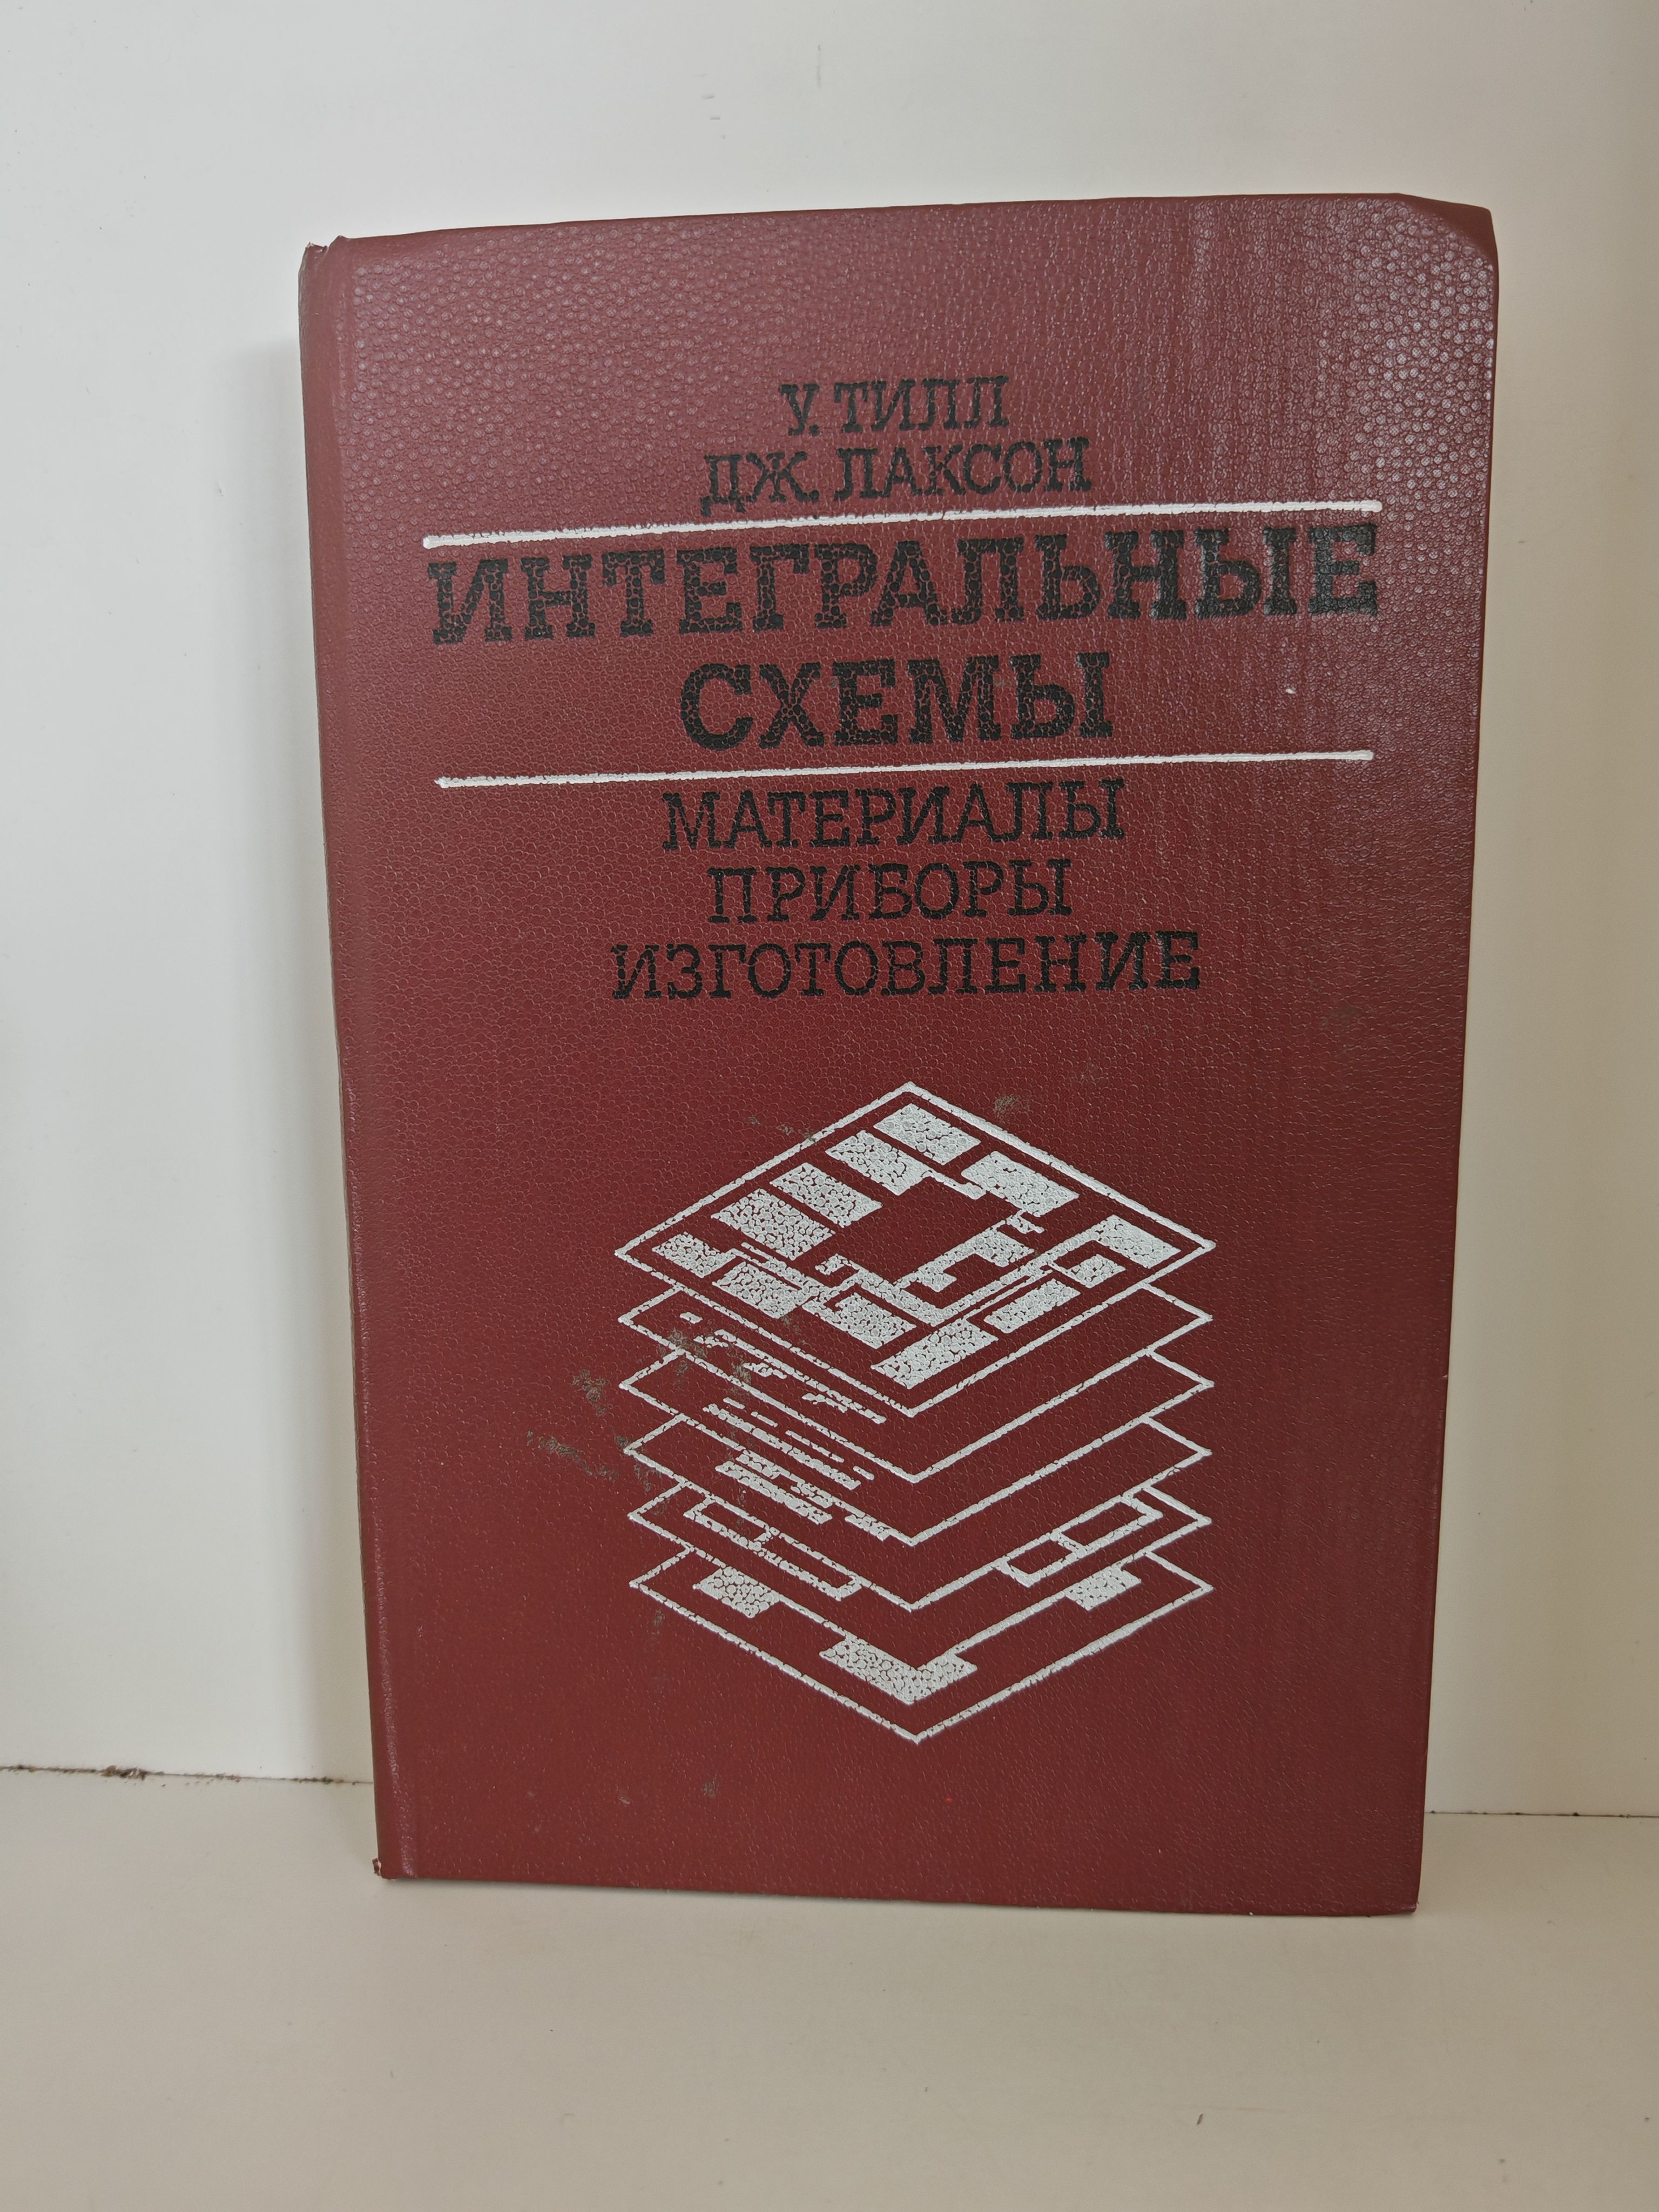 У. ТИЛЛ
ДЖ. ЛАКСОН
ИНТЕГРАЛЬНЫЕ
СХЕМЫ
МАТЕРИАЛЫ
ПРИБОРЫ
ИЗГОТОВЛЕНИЕ